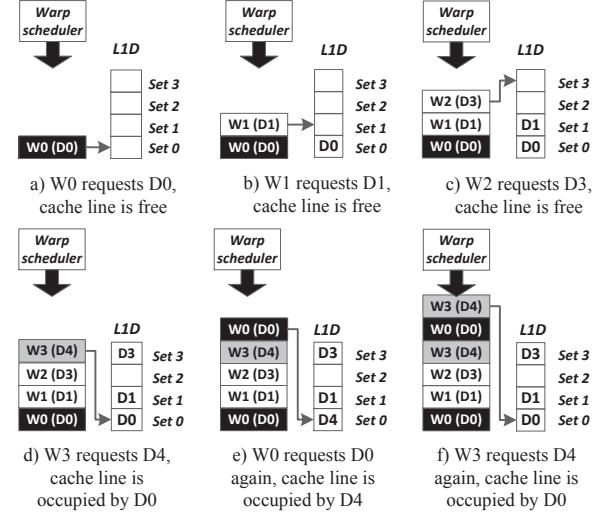 Warp
scheduler
L1D
Set 3
Set 2
Set 1
W0 (D0)
Set 0
a) W0 requests D0,
cache line is free
Warp
scheduler
L1D
Set 3
Set 2
W1 (D1)
Set 1
W0 (D0)
D0
Set 0
b) W1 requests D1,
cache line is free
Warp
scheduler
L1D
Set 3
W2 (D3)
Set 2
W1 (D1)
D1
Set 1
W0 (D0)
D0
Set 0
c) W2 requests D3,
cache line is free
Warp
scheduler
L1D
W3 (D4)
D3
Set 3
W2 (D3)
Set 2
W1 (D1)
D1
Set 1
W0 (D0)
D0
Set 0
d) W3 requests D4,
cache line is
occupied by D0
Warp
scheduler
W0 (D0)
L1D
W3 (D4)
D3
Set 3
W2 (D3)
Set 2
W1 (D1)
D1
Set 1
W0 (D0)
D4
Set 0
e) W0 requests D0
again, cache line is
occupied by D4
Warp
scheduler
W3 (D4)
W0 (D0)
L1D
W3 (D4)
D3
Set 3
W2 (D3)
Set 2
W1 (D1)
D1
Set 1
W0 (D0)
D0
Set 0
f) W3 requests D4
again, cache line is
occupied by D0